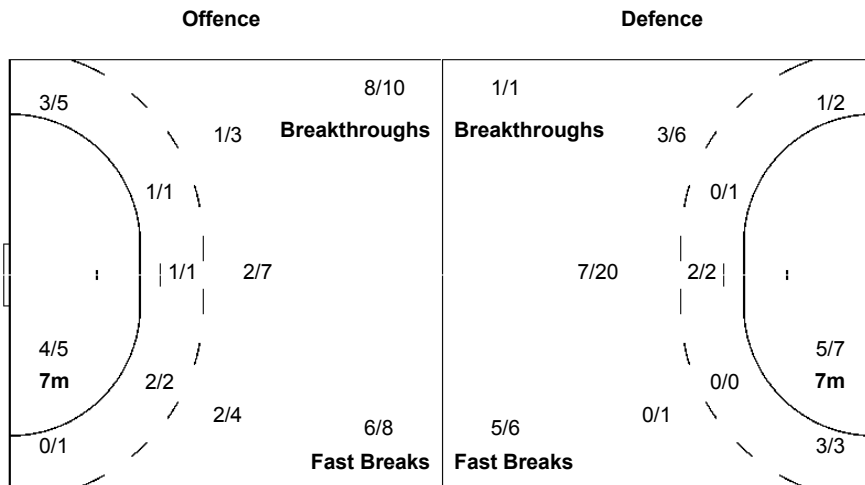 Offence Defence
8/10 1/1
3/5 1/2
1/3 Breakthroughs Breakthroughs 3/6
1/1 0/1
1/1 2/7 7/20 2/2
4/5 5/7
7m 2/2 0/0 7m
2/4 0/1
6/8 5/6
0/1 3/3
Fast Breaks Fast Breaks